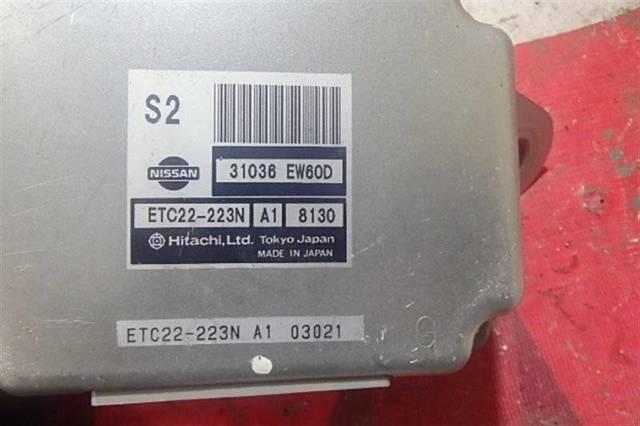 S2
NISSAN
31036 EW60D
ETC22-223N A1 8130
Hitachi, Ltd. Tokyo Japan
MADE IN JAPAN
ETC22-223N A1 03021
G